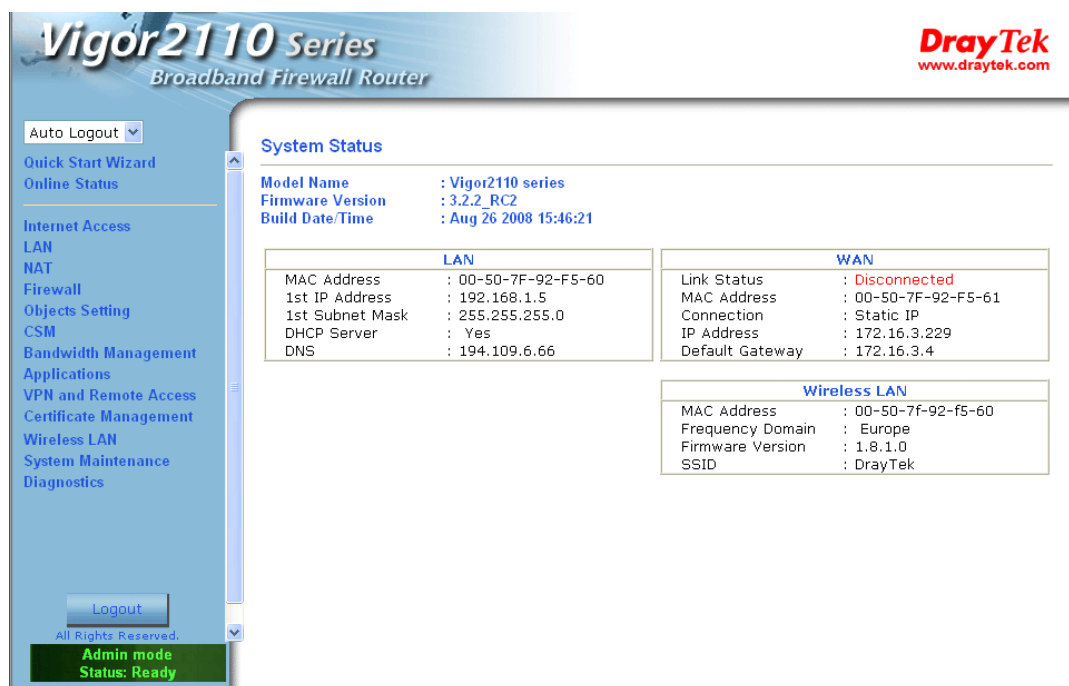 Vigor2110 Series
Broadband Firewall Router
DrayTek
www.draytek.com
Auto Logout
Quick Start Wizard
Online Status
Internet Access
LAN
NAT
Firewall
Objects Setting
CSM
Bandwidth Management
Applications
VPN and Remote Access
Certificate Management
Wireless LAN
System Maintenance
Diagnostics
Logout
All Rights Reserved.
Admin mode
Status: Ready
System Status
Model Name : Vigor2110 series
Firmware Version : 3.2.2_RC2
Build Date/Time : Aug 26 2008 15:46:21
LAN
MAC Address : 00-50-7F-92-F5-60
1st IP Address : 192.168.1.5
1st Subnet Mask : 255.255.255.0
DHCP Server : Yes
DNS : 194.109.6.66
WAN
Link Status : Disconnected
MAC Address : 00-50-7F-92-F5-61
Connection : Static IP
IP Address : 172.16.3.229
Default Gateway : 172.16.3.4
Wireless LAN
MAC Address : 00-50-7f-92-f5-60
Frequency Domain : Europe
Firmware Version : 1.8.1.0
SSID : DrayTek